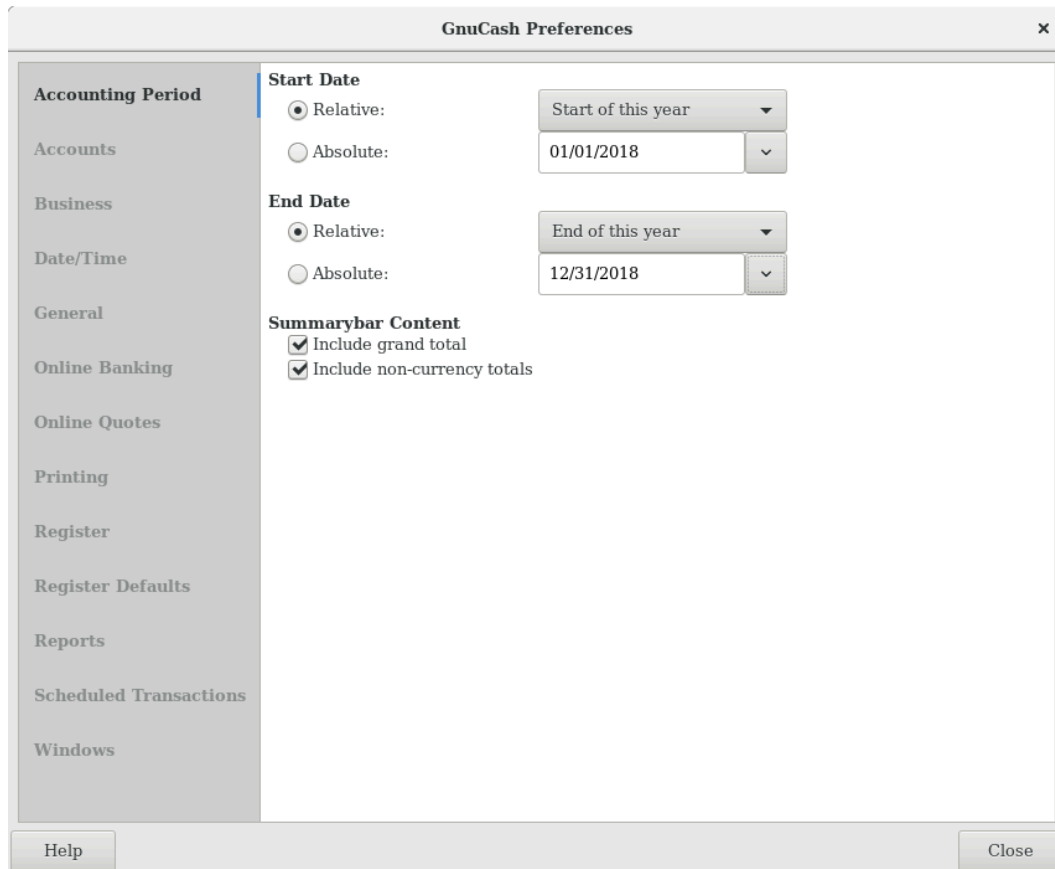 GnuCash Preferences
Accounting Period
Accounts
Business
Date/Time
General
Online Banking
Online Quotes
Printing
Register
Register Defaults
Reports
Scheduled Transactions
Windows
Start Date
Relative: Start of this year
Absolute: 01/01/2018
End Date
Relative: End of this year
Absolute: 12/31/2018
Summarybar Content
Include grand total
Include non-currency totals
Help Close